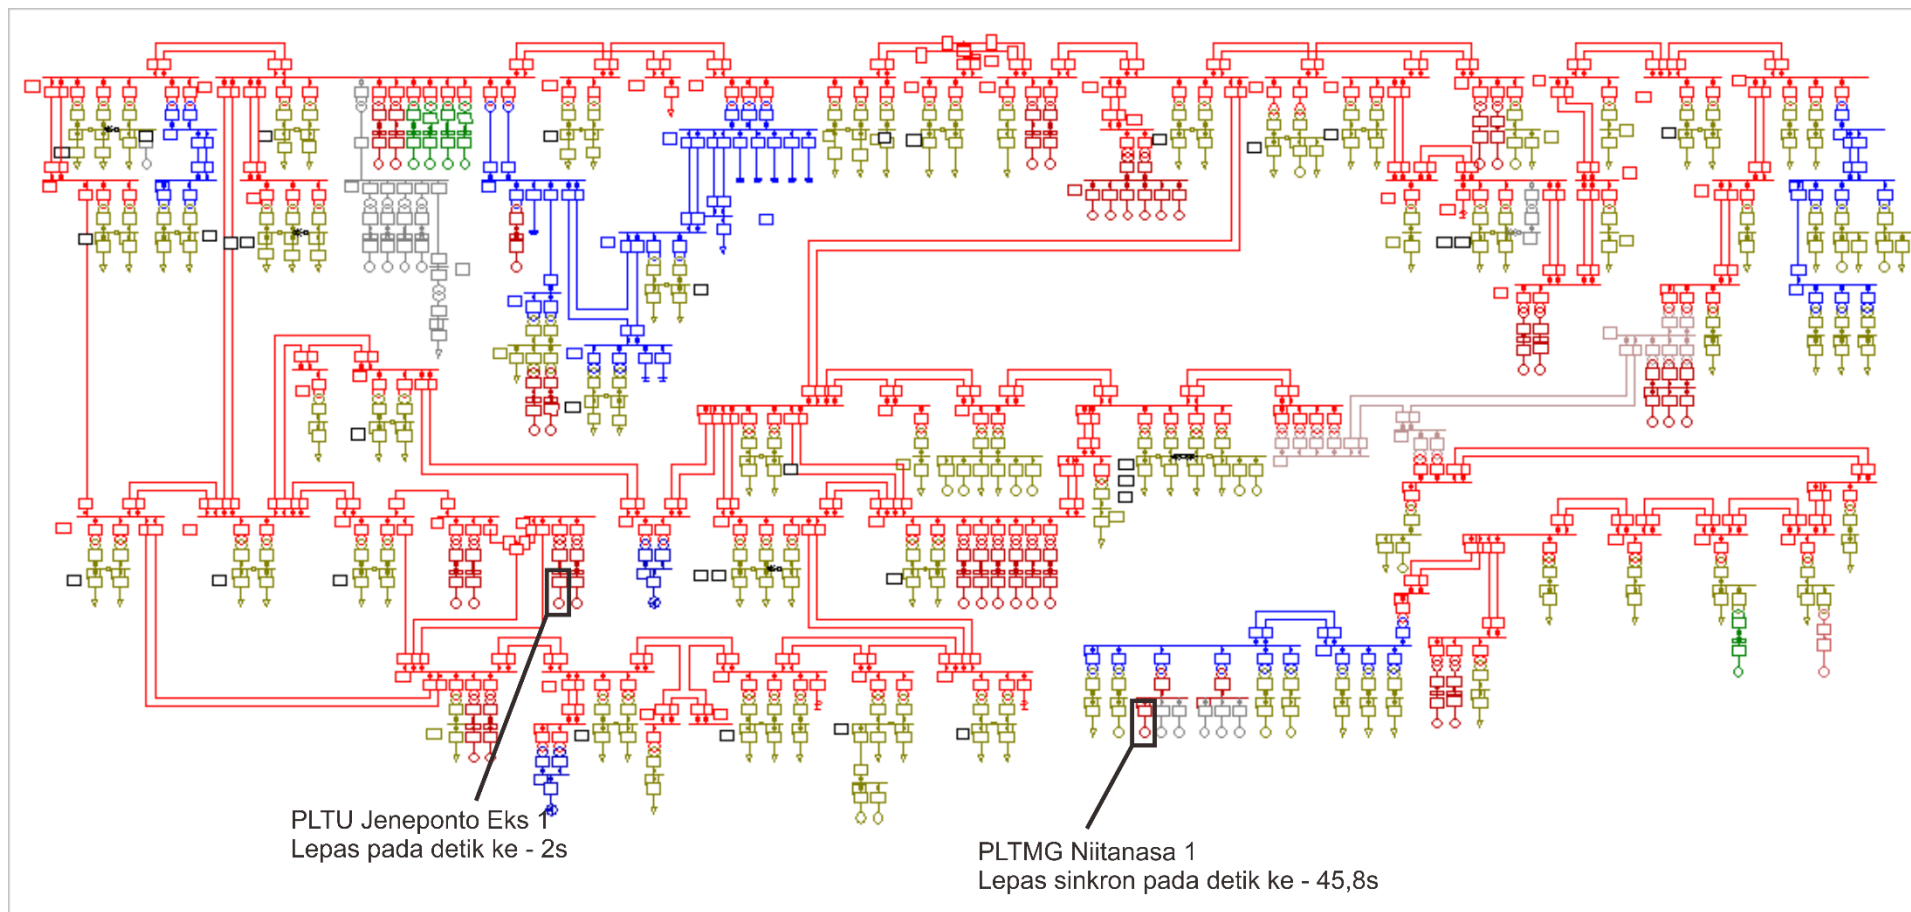 PLTU Jeneponto Eks 1
Lepas pada detik ke - 2s
PLTMG Niitanasa 1
Lepas sinkron pada detik ke - 45,8s